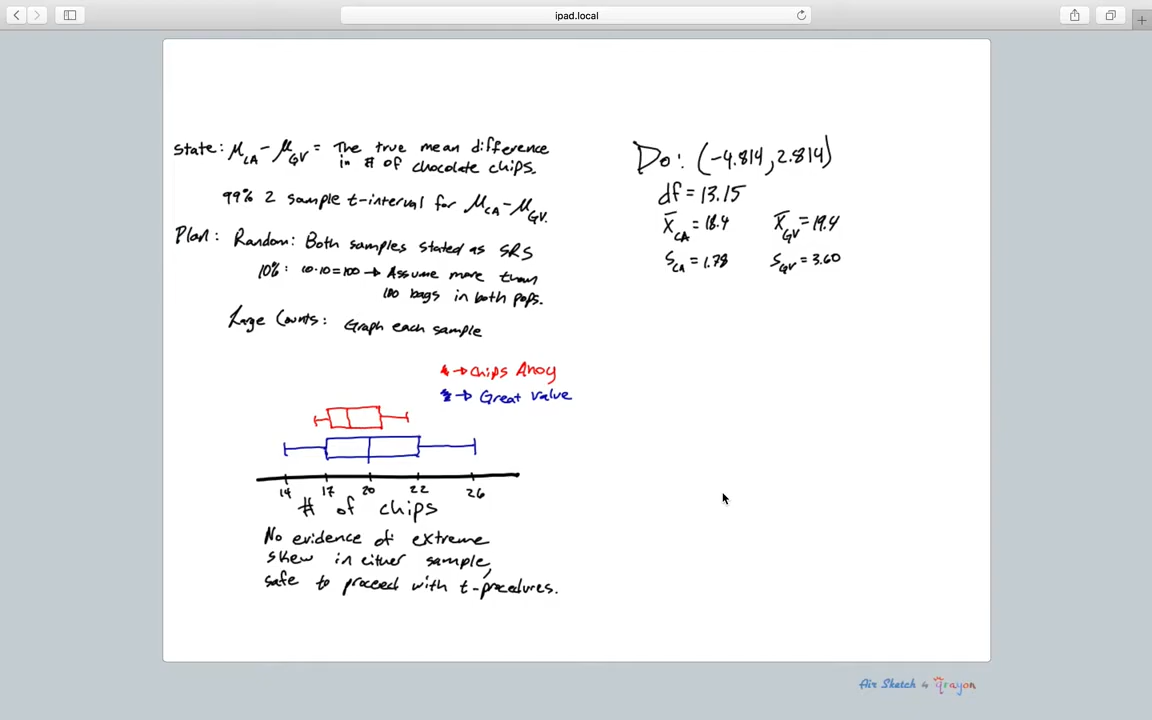 ipad.local
State: μCA - μGV = The true mean difference
in # of chocolate chips.
99% 2 sample t-interval for μCA - μGV.
Plan: Random: Both samples stated as SRS
10%: 10·10=100 → Assume more than
100 bags in both pops.
Large Counts: Graph each sample
→ Chips Ahoy
→ Great Value
14 17 20 22 26
# of chips
No evidence of extreme
skew in either sample,
safe to proceed with t-procedures.
Do: (-4.814, 2.814)
df = 13.15
x̄CA = 18.4 x̄GV = 19.4
SCA = 1.78 SGV = 3.60
Air Sketch by qrayon